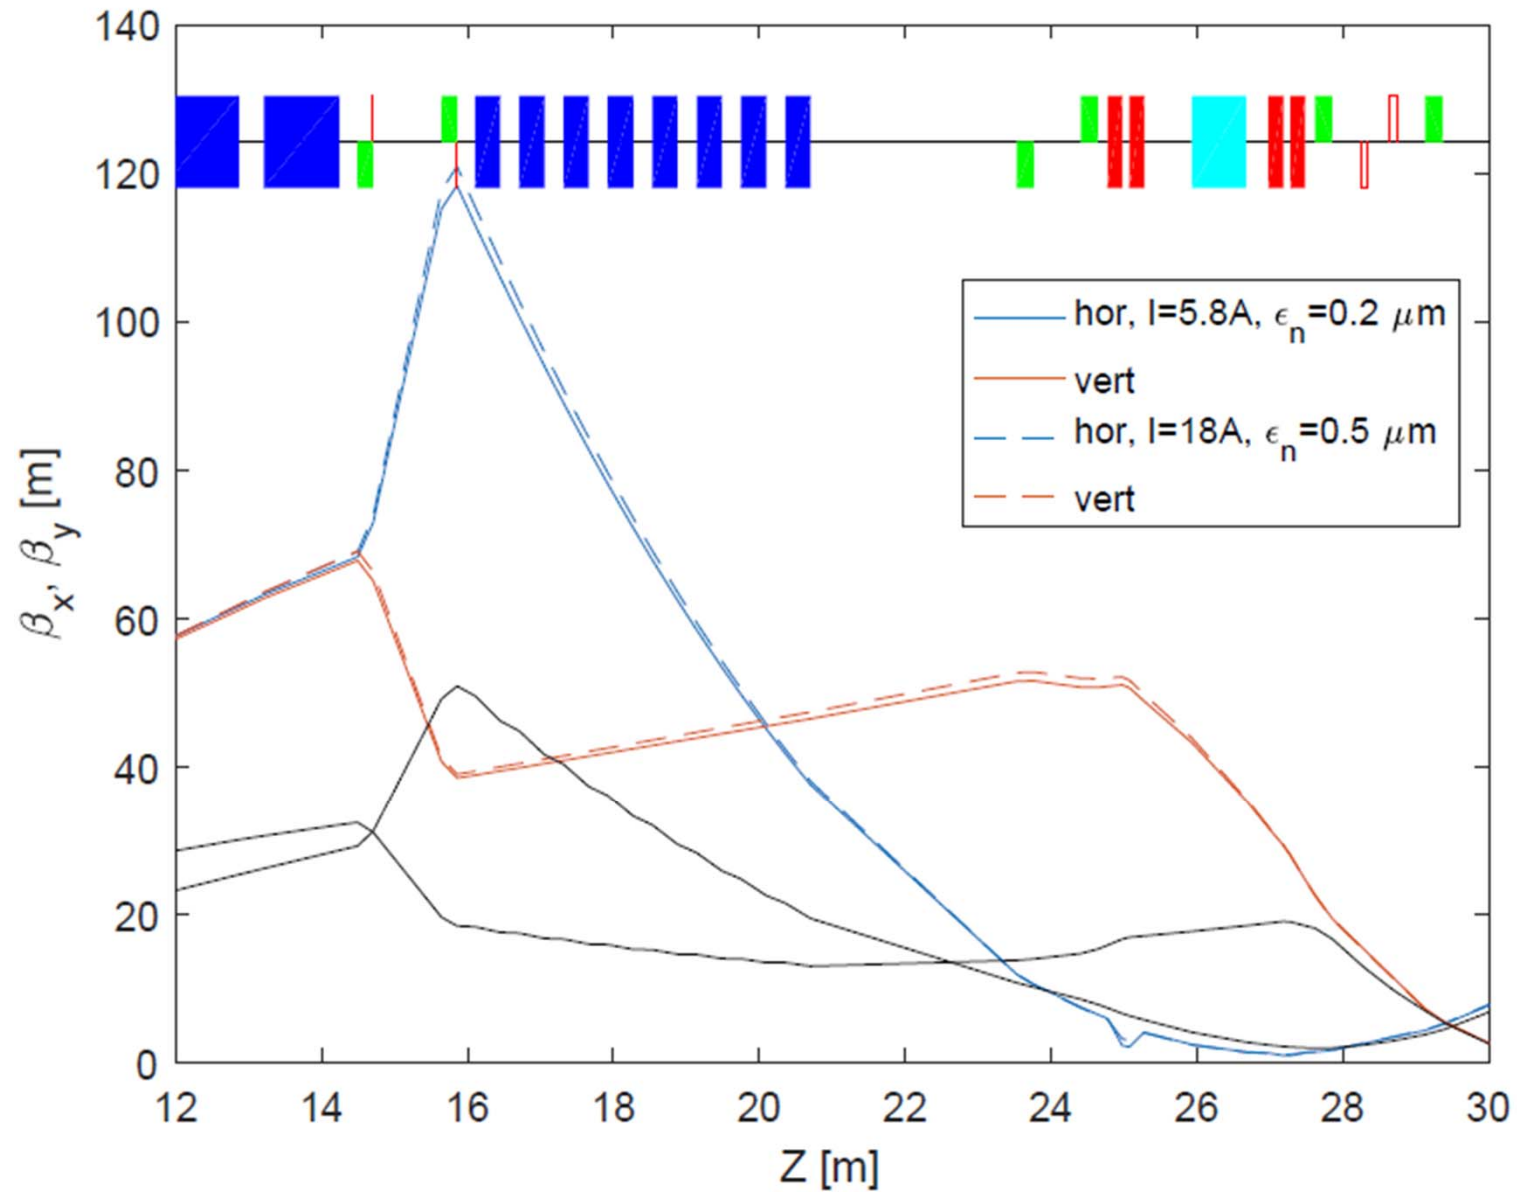 140
120
100
80
60
40
20
0
βx, βy [m]
hor, I=5.8A, ϵn=0.2 μm
vert
hor, I=18A, ϵn=0.5 μm
vert
12 14 16 18 20 22 24 26 28 30
Z [m]